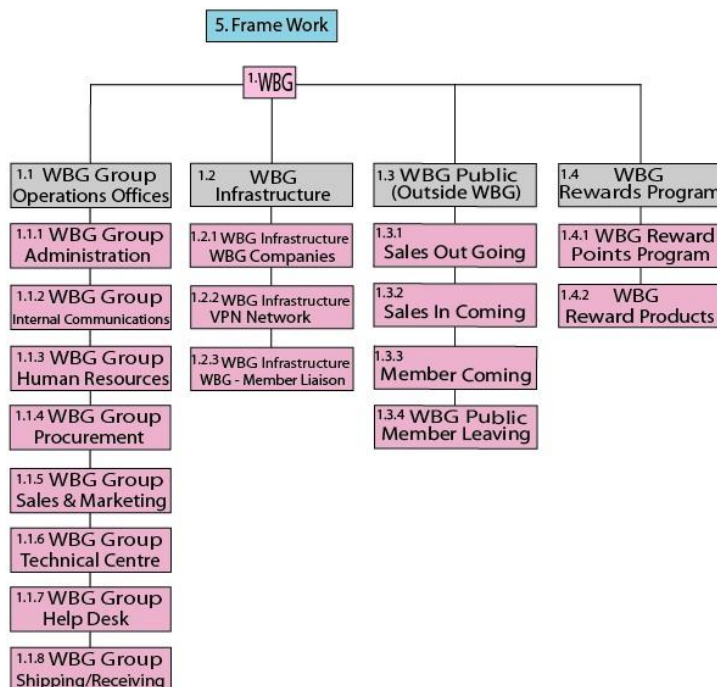 5. Frame Work
1. WBG
1.1 WBG Group
Operations Offices
1.1.1 WBG Group
Administration
1.1.2 WBG Group
Internal Communications
1.1.3 WBG Group
Human Resources
1.1.4 WBG Group
Procurement
1.1.5 WBG Group
Sales & Marketing
1.1.6 WBG Group
Technical Centre
1.1.7 WBG Group
Help Desk
1.1.8 WBG Group
Shipping/Receiving
1.2 WBG
Infrastructure
1.2.1 WBG Infrastructure
WBG Companies
1.2.2 WBG Infrastructure
VPN Network
1.2.3 WBG Infrastructure
WBG - Member Liaison
1.3 WBG Public
(Outside WBG)
1.3.1
Sales Out Going
1.3.2
Sales In Coming
1.3.3
Member Coming
1.3.4 WBG Public
Member Leaving
1.4 WBG
Rewards Program
1.4.1 WBG Reward
Points Program
1.4.2 WBG
Reward Products